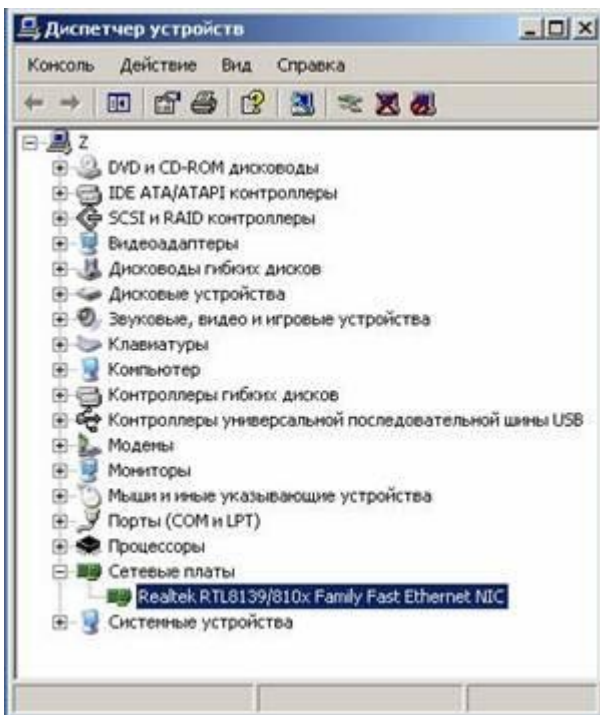 Диспетчер устройств
Консоль Действие Вид Справка
Z
DVD и CD-ROM дисководы
IDE ATA/ATAPI контроллеры
SCSI и RAID контроллеры
Видеоадаптеры
Дисководы гибких дисков
Дисковые устройства
Звуковые, видео и игровые устройства
Клавиатуры
Компьютер
Контроллеры гибких дисков
Контроллеры универсальной последовательной шины USB
Модемы
Мониторы
Мыши и иные указывающие устройства
Порты (COM и LPT)
Процессоры
Сетевые платы
Realtek RTL8139/810x Family Fast Ethernet NIC
Системные устройства